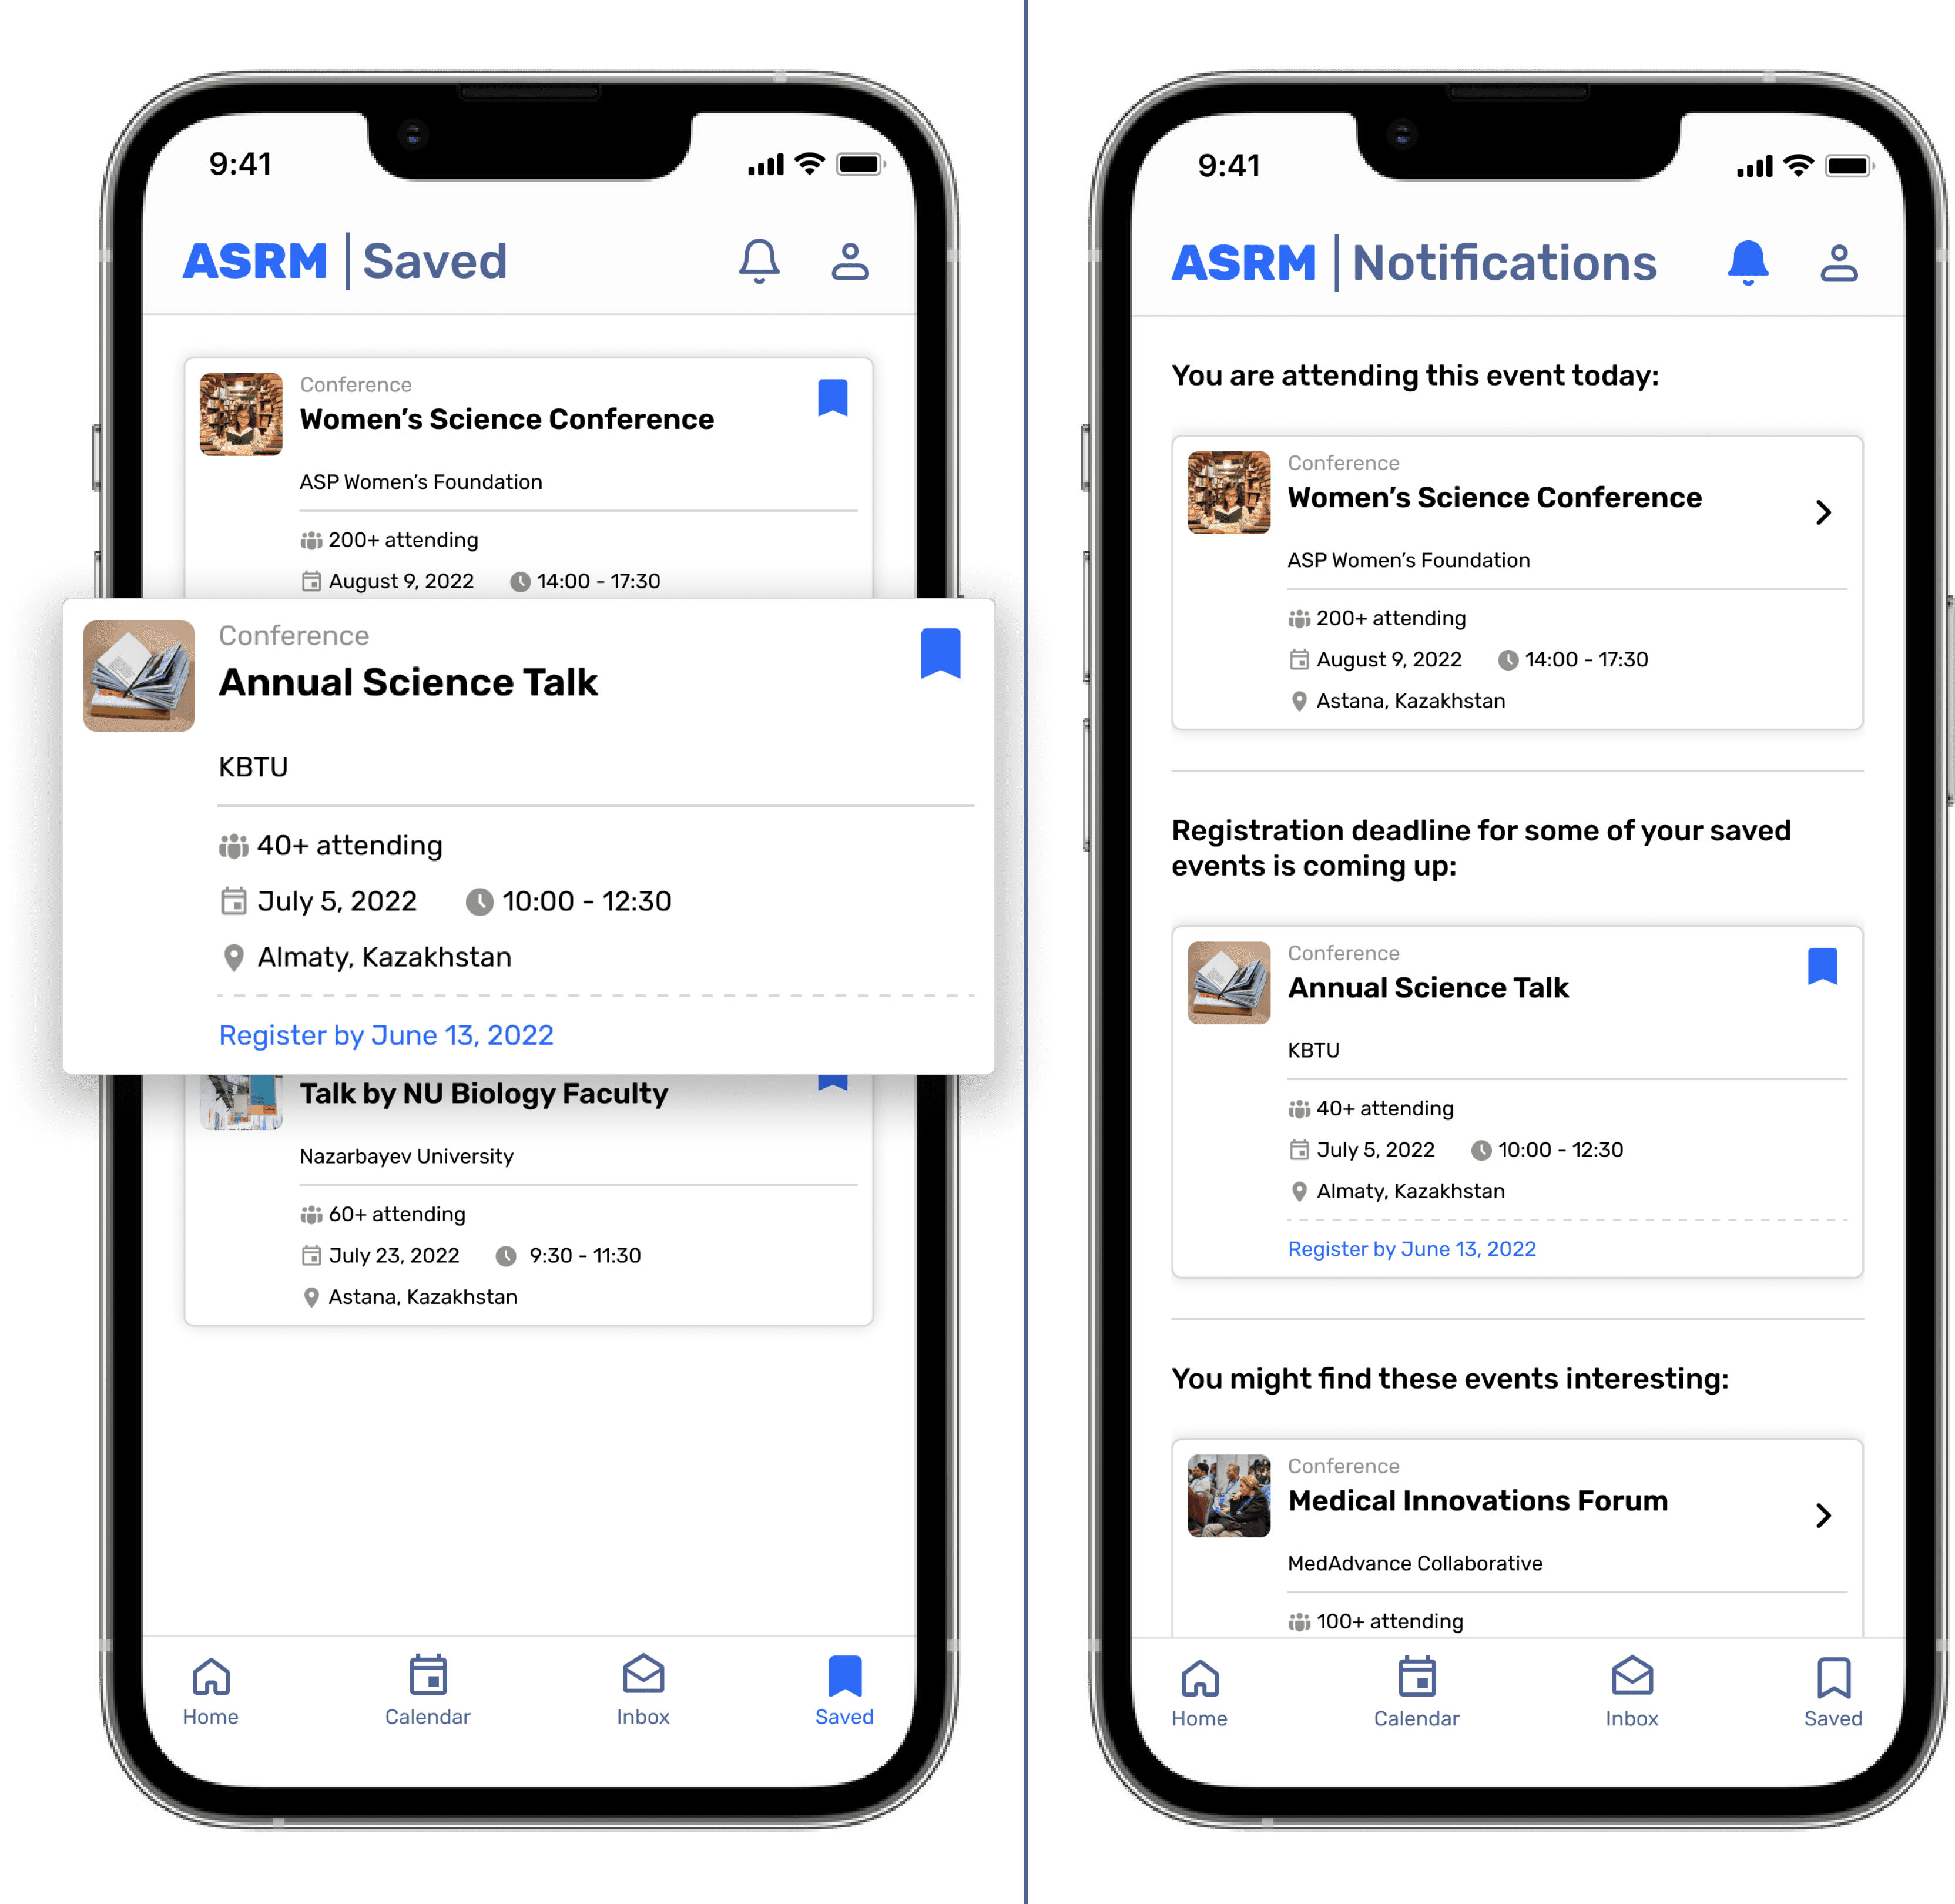 9:41
ASRM | Saved
Conference
Women's Science Conference
ASP Women's Foundation
200+ attending
August 9, 2022 14:00 - 17:30
Conference
Annual Science Talk
KBTU
40+ attending
July 5, 2022 10:00 - 12:30
Almaty, Kazakhstan
Register by June 13, 2022
Talk by NU Biology Faculty
Nazarbayev University
60+ attending
July 23, 2022 9:30 - 11:30
Astana, Kazakhstan
Home Calendar Inbox Saved
9:41
ASRM | Notifications
You are attending this event today:
Conference
Women's Science Conference
ASP Women's Foundation
200+ attending
August 9, 2022 14:00 - 17:30
Astana, Kazakhstan
Registration deadline for some of your saved
events is coming up:
Conference
Annual Science Talk
KBTU
40+ attending
July 5, 2022 10:00 - 12:30
Almaty, Kazakhstan
Register by June 13, 2022
You might find these events interesting:
Conference
Medical Innovations Forum
MedAdvance Collaborative
100+ attending
Home Calendar Inbox Saved